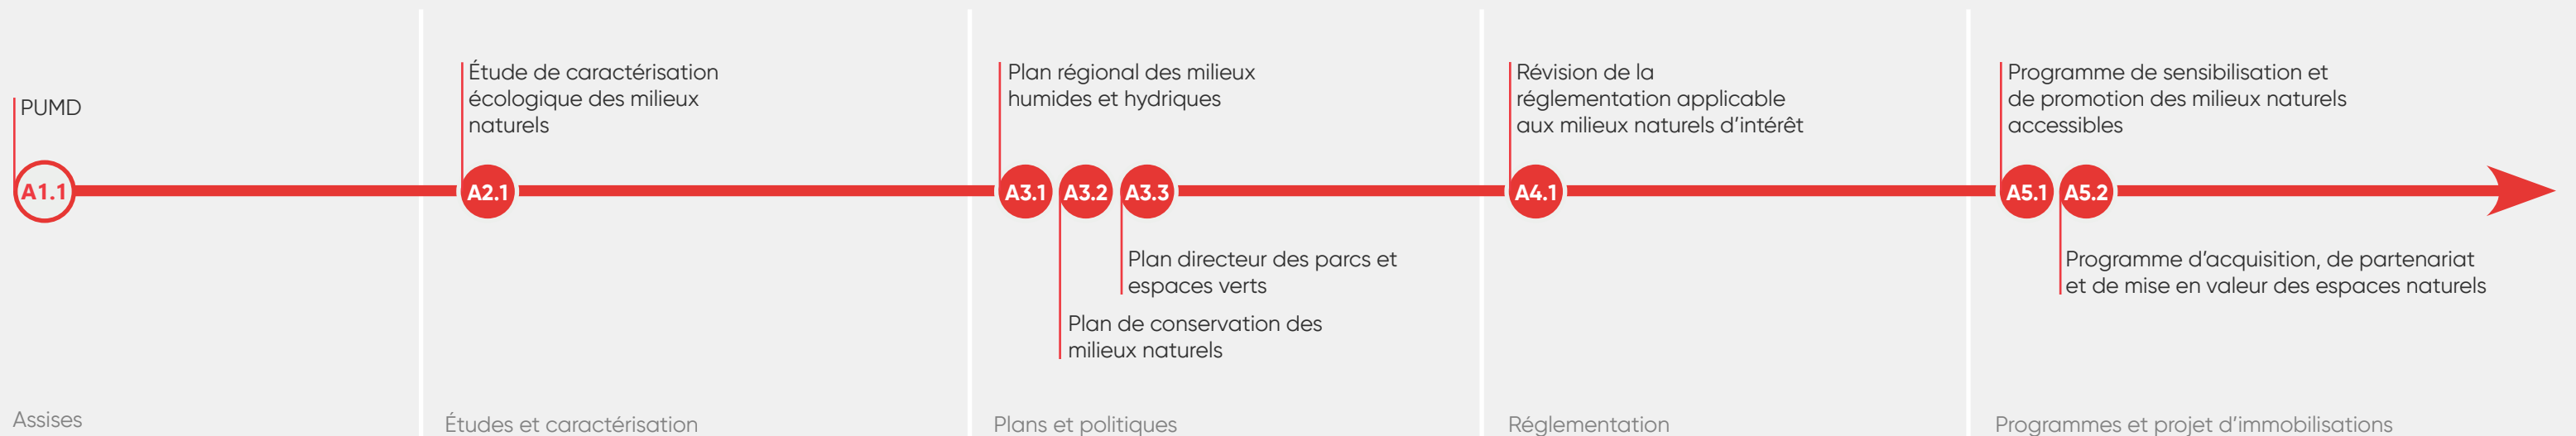 PUMD
A1.1
Assises
Étude de caractérisation
écologique des milieux
naturels
A2.1
Études et caractérisation
Plan régional des milieux
humides et hydriques
A3.1
A3.2
A3.3
Plan directeur des parcs et
espaces verts
Plan de conservation des
milieux naturels
Plans et politiques
Révision de la
réglementation applicable
aux milieux naturels d’intérêt
A4.1
Réglementation
Programme de sensibilisation et
de promotion des milieux naturels
accessibles
A5.1
A5.2
Programme d’acquisition, de partenariat
et de mise en valeur des espaces naturels
Programmes et projet d’immobilisations